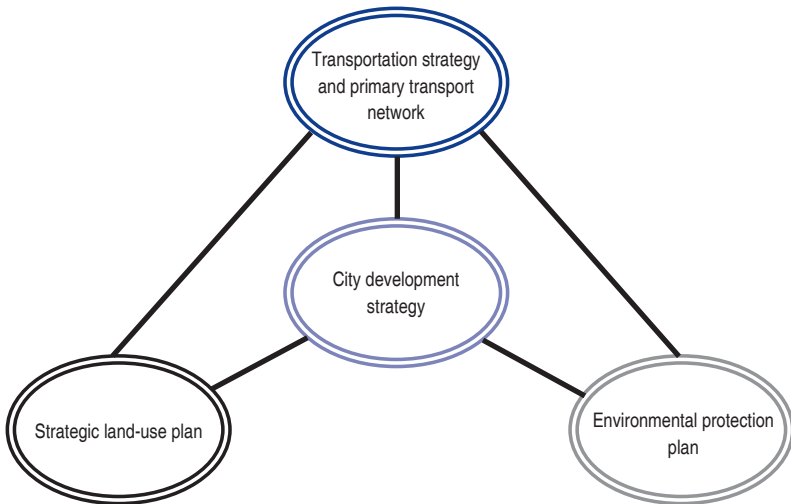 Transportation strategy
and primary transport
network
City development
strategy
Strategic land-use plan
Environmental protection
plan